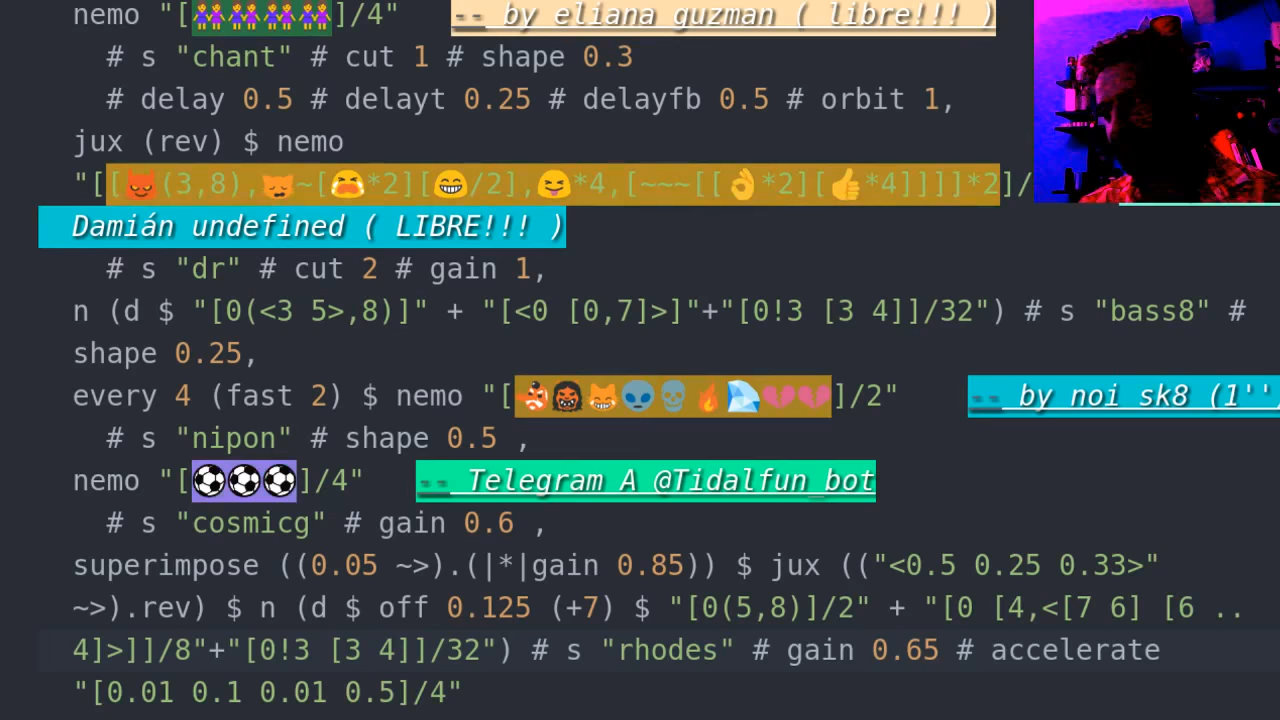 nemo "[👭👭👭👭]/4" -- by eliana guzman ( libre!!! )
# s "chant" # cut 1 # shape 0.3
# delay 0.5 # delayt 0.25 # delayfb 0.5 # orbit 1,
jux (rev) $ nemo
"[[😈(3,8),😞~[😭*2][😁/2],😝*4,[~~~[[👌*2][👍*4]]]]*2]/
Damián undefined ( LIBRE!!! )
# s "dr" # cut 2 # gain 1,
n (d $ "[0(<3 5>,8)]" + "[<0 [0,7]>]"+"[0!3 [3 4]]/32") # s "bass8" #
shape 0.25,
every 4 (fast 2) $ nemo "[👹😸👽💀🔥💎💔💔]/2" -- by noi sk8 (1''
# s "nipon" # shape 0.5 ,
nemo "[⚽⚽⚽]/4" -- Telegram A @Tidalfun_bot
# s "cosmicg" # gain 0.6 ,
superimpose ((0.05 ~>).(|*|gain 0.85)) $ jux (("<0.5 0.25 0.33>"
~>).rev) $ n (d $ off 0.125 (+7) $ "[0(5,8)]/2" + "[0 [4,<[7 6] [6 ..
4]>]]/8"+"[0!3 [3 4]]/32") # s "rhodes" # gain 0.65 # accelerate
"[0.01 0.1 0.01 0.5]/4"